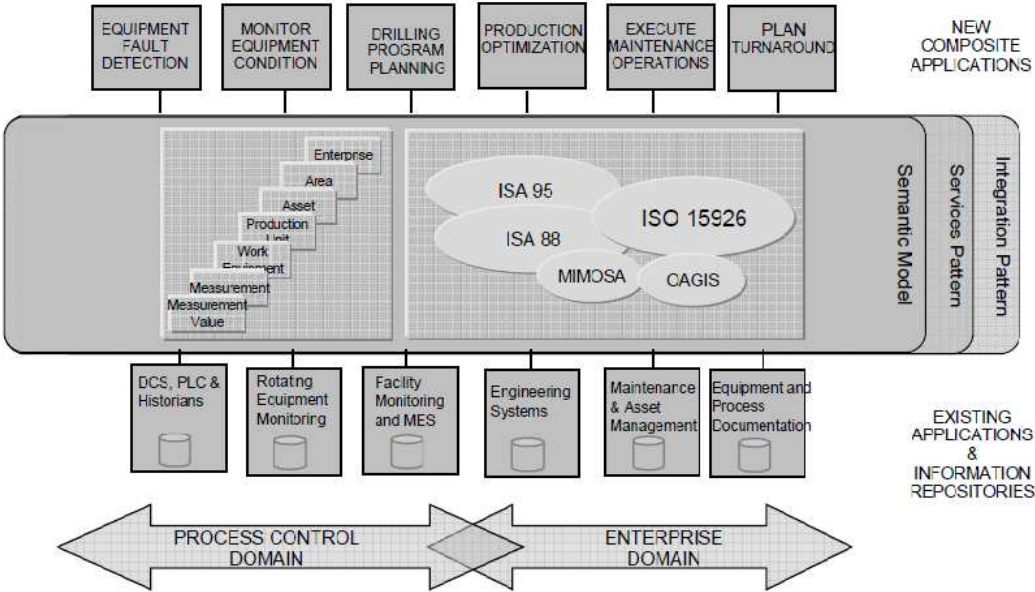 EQUIPMENT
FAULT
DETECTION
MONITOR
EQUIPMENT
CONDITION
DRILLING
PROGRAM
PLANNING
PRODUCTION
OPTIMIZATION
EXECUTE
MAINTENANCE
OPERATIONS
PLAN
TURNAROUND
NEW
COMPOSITE
APPLICATIONS
Enterprise
Area
Asset
Production
Unit
Work
Equipment
Measurement
Measurement
Value
ISA 95
ISA 88
ISO 15926
MIMOSA
CAGIS
Semantic Model
Services Pattern
Integration Pattern
DCS, PLC &
Historians
Rotating
Equipment
Monitoring
Facility
Monitoring
and MES
Engineering
Systems
Maintenance
& Asset
Management
Equipment and
Process
Documentation
EXISTING
APPLICATIONS
&
INFORMATION
REPOSITORIES
PROCESS CONTROL
DOMAIN
ENTERPRISE
DOMAIN